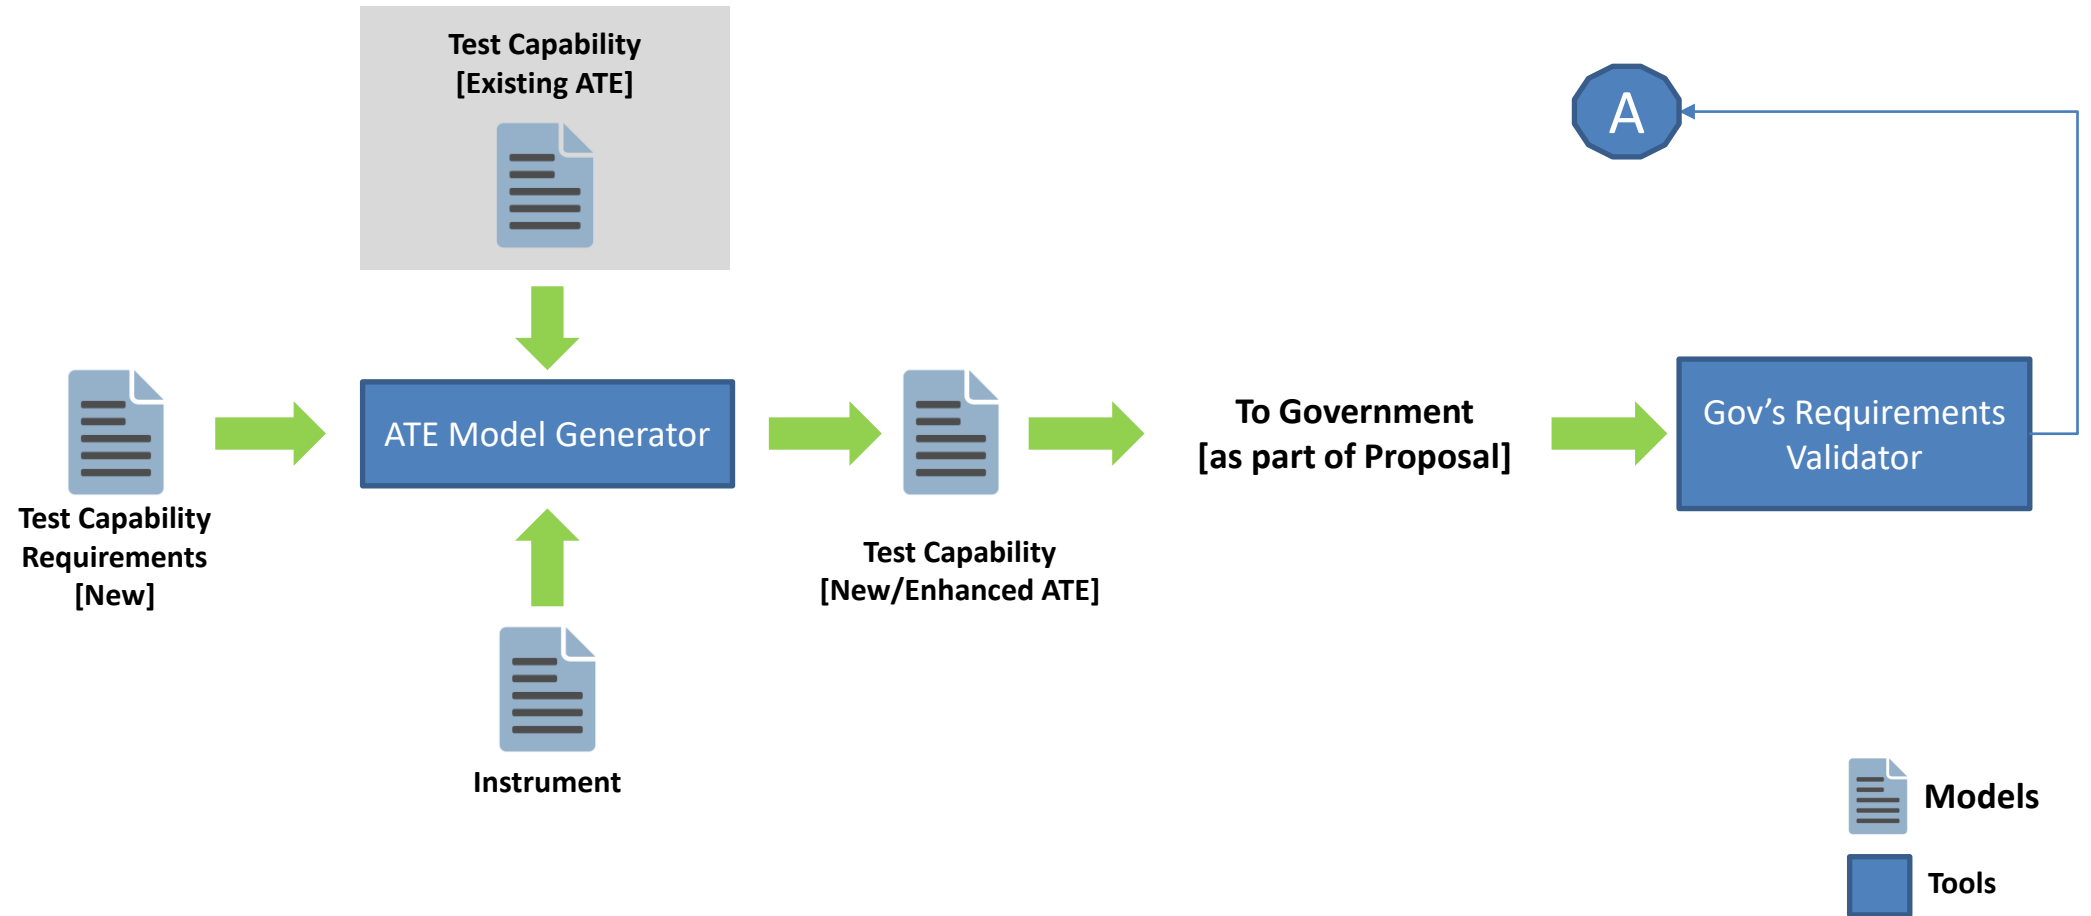 Test Capability
[Existing ATE]
A
Test Capability
Requirements
[New]
ATE Model Generator
Instrument
Test Capability
[New/Enhanced ATE]
To Government
[as part of Proposal]
Gov’s Requirements
Validator
Models
Tools